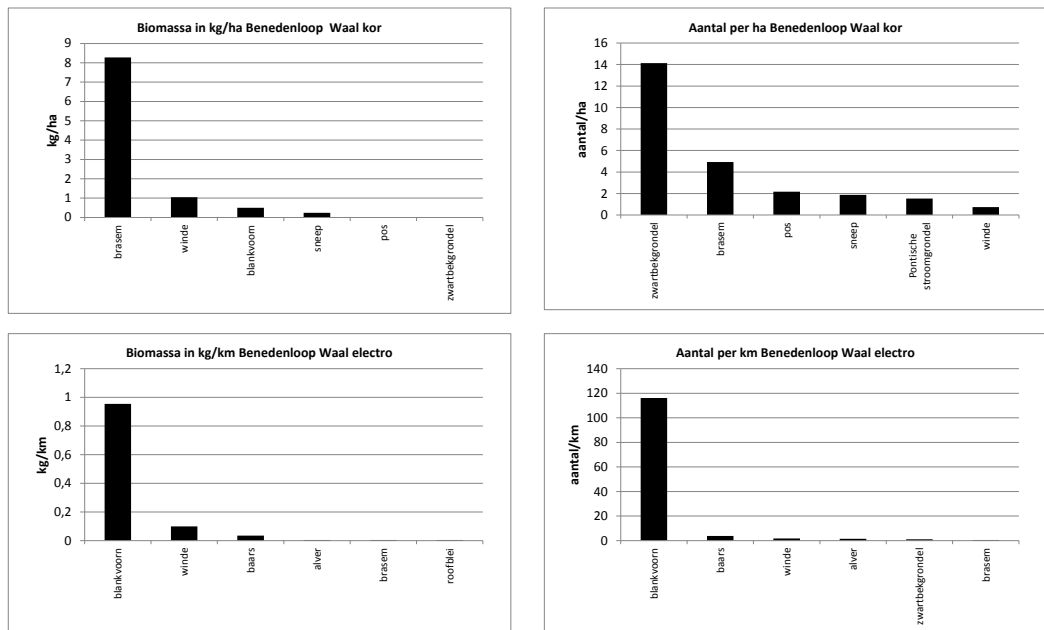 Biomassa in kg/ha Benedenloop Waal kor
kg/ha
9
8
7
6
5
4
3
2
1
0
brasem
winde
blankvoorn
sneep
pos
zwartbekgrondel
Aantal per ha Benedenloop Waal kor
aantal/ha
16
14
12
10
8
6
4
2
0
zwartbekgrondel
brasem
pos
sneep
Pontische
stroomgrondel
winde
Biomassa in kg/km Benedenloop Waal electro
kg/km
1,2
1
0,8
0,6
0,4
0,2
0
blankvoorn
winde
baars
alver
brasem
roofblei
Aantal per km Benedenloop Waal electro
aantal/km
140
120
100
80
60
40
20
0
blankvoorn
baars
winde
alver
zwartbekgrondel
brasem